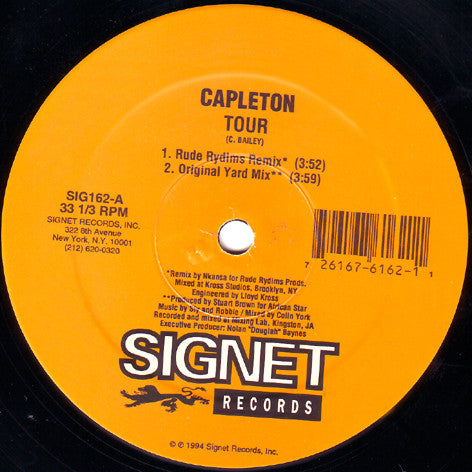 CAPLETON
TOUR
(C. BAILEY)
1. Rude Rydims Remix* (3:52)
2. Original Yard Mix** (3:59)
SIG162-A
33 1/3 RPM
SIGNET RECORDS, INC.
322 8th Avenue
New York, N.Y. 10001
(212) 620-0320
7 26167-6162-1 1
*Remix by Nkansa for Rude Rydims Prods.
Mixed at Kross Studios, Brooklyn, NY
Engineered by Lloyd Kross
**Produced by Stuart Brown for African Star
Music by Sly and Robbie / Mixed by Colin York
Recorded and mixed at Mixing Lab, Kingston, JA
Executive Producer: Nolan "Douglah" Baynes
SIGNET
RECORDS
© ℗ 1994 Signet Records, Inc.